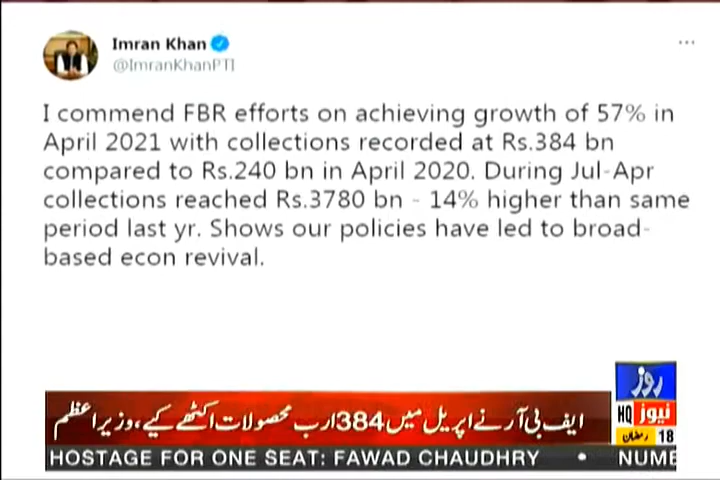 Imran Khan
@ImranKhanPTI
I commend FBR efforts on achieving growth of 57% in
April 2021 with collections recorded at Rs.384 bn
compared to Rs.240 bn in April 2020. During Jul-Apr
collections reached Rs.3780 bn - 14% higher than same
period last yr. Shows our policies have led to broad-
based econ revival.
روز
نیوز HQ
18 رمضان
ایف بی آر نے اپریل میں 384 ارب محصولات اکٹھے کیے، وزیراعظم
HOSTAGE FOR ONE SEAT: FAWAD CHAUDHRY • NUME